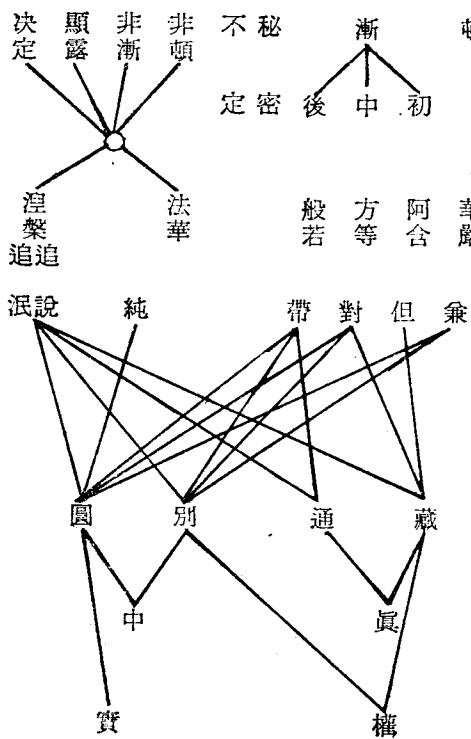 漸
初
中
後
秘密
不定
非頓
非漸
顯露
决定
華嚴
阿含
方等
般若
法華
涅槃
兼
但
對
帶
純
追說
追泯
藏
通
別
圓
眞
中
權
實